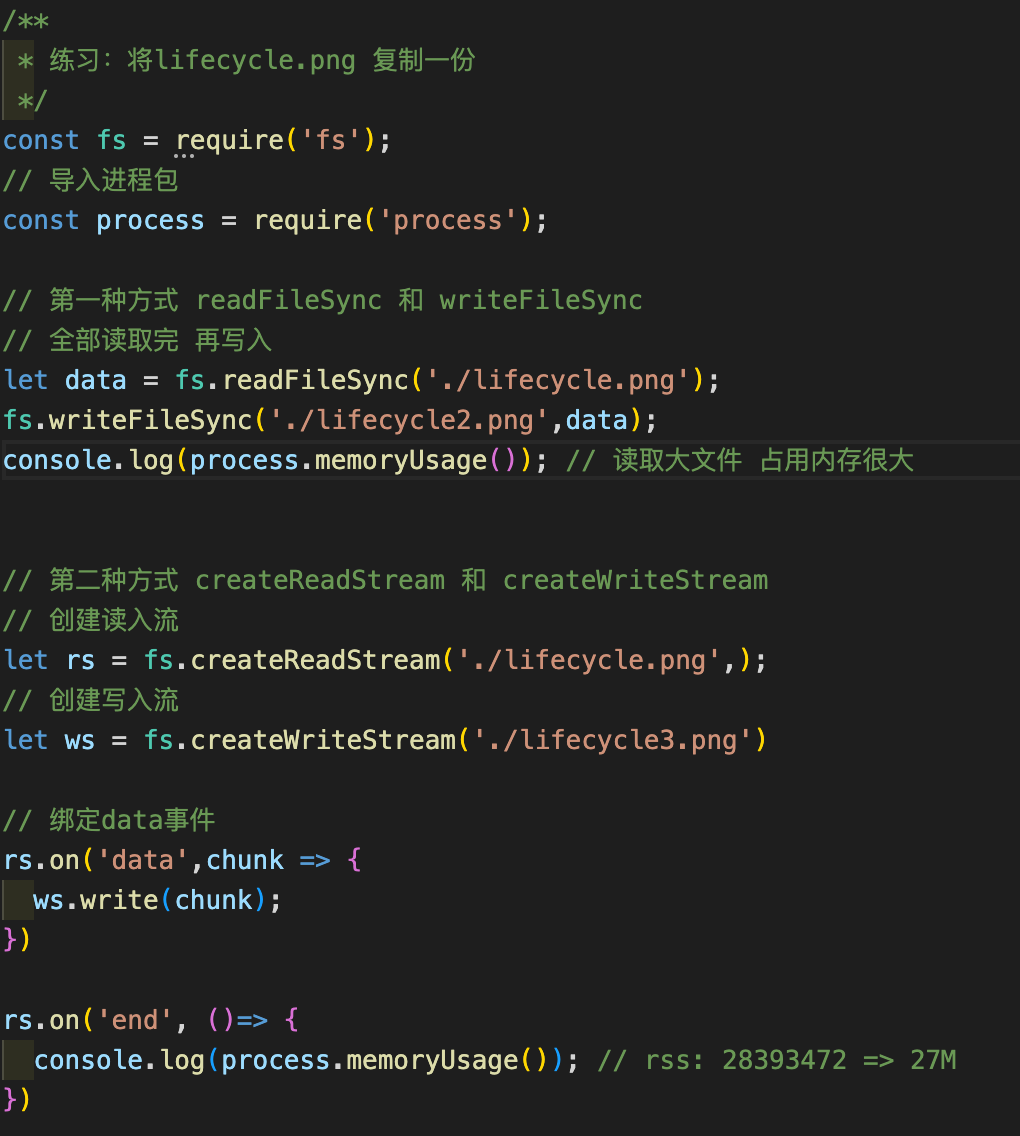 /**
 * 练习：将lifecycle.png 复制一份
 */
const fs = require('fs');
// 导入进程包
const process = require('process');
// 第一种方式 readFileSync 和 writeFileSync
// 全部读取完 再写入
let data = fs.readFileSync('./lifecycle.png');
fs.writeFileSync('./lifecycle2.png',data);
console.log(process.memoryUsage()); // 读取大文件 占用内存很大
// 第二种方式 createReadStream 和 createWriteStream
// 创建读入流
let rs = fs.createReadStream('./lifecycle.png',);
// 创建写入流
let ws = fs.createWriteStream('./lifecycle3.png')
// 绑定data事件
rs.on('data',chunk => {
  ws.write(chunk);
})
rs.on('end', ()=> {
  console.log(process.memoryUsage()); // rss: 28393472 => 27M
})